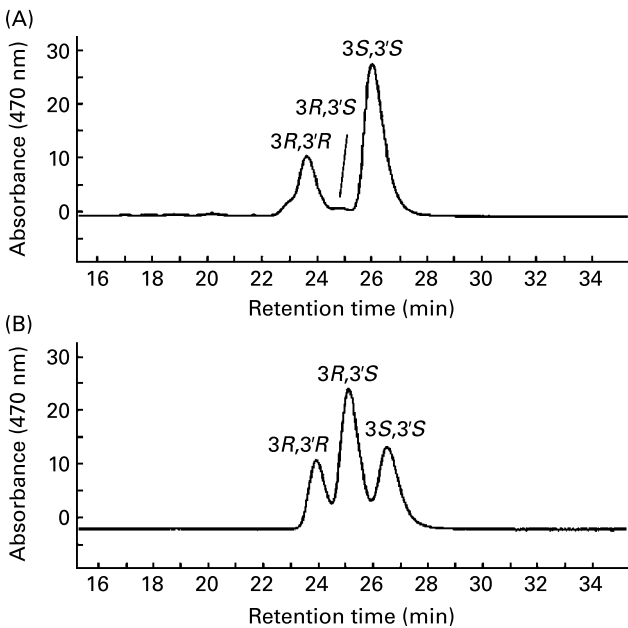 (A)
Absorbance (470 nm)
30
20
10
0
3S,3′S
3R,3′S
3R,3′R
16 18 20 22 24 26 28 30 32 34
Retention time (min)
(B)
Absorbance (470 nm)
30
20
10
0
3R,3′S
3S,3′S
3R,3′R
16 18 20 22 24 26 28 30 32 34
Retention time (min)